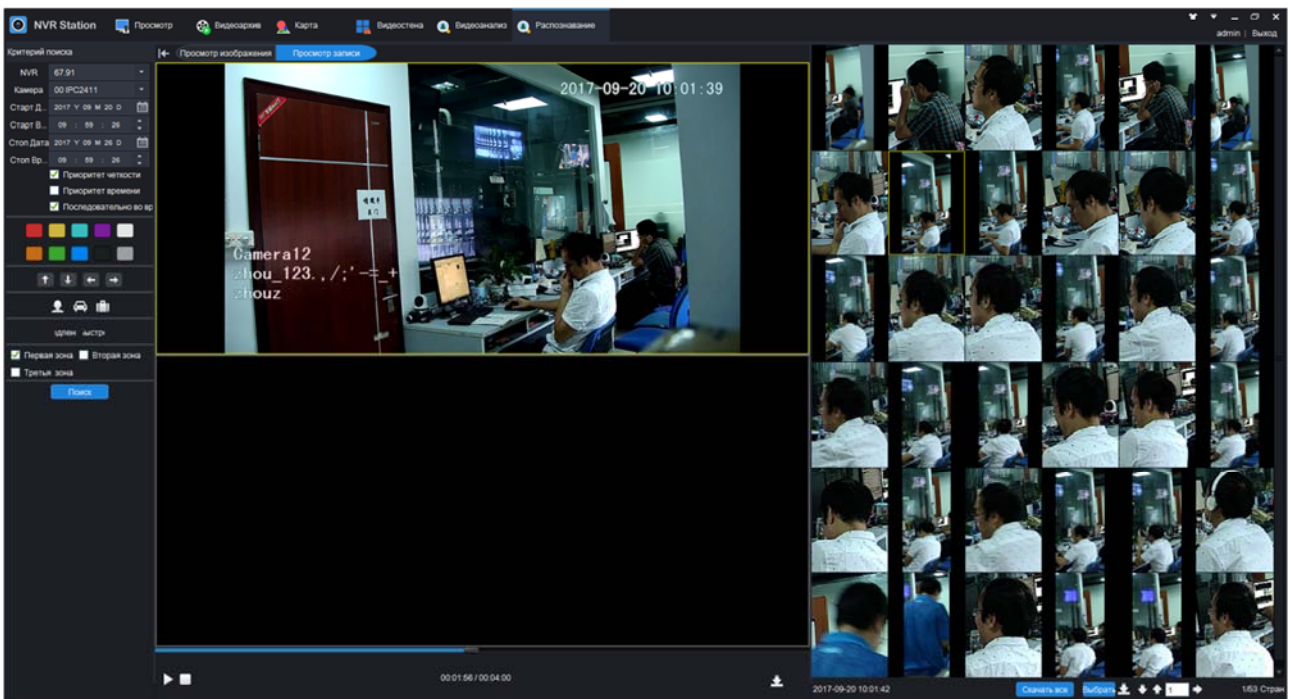 NVR Station Просмотр Видеоархив Карта Видеостена Видеоанализ Распознавание
admin | Выход
Критерий поиска
Просмотр изображения Просмотр записи
NVR 67.91
Камера 00 IPC2411
Старт Д... 2017 Y 09 M 20 D
Старт В... 09 : 59 : 26
Стоп Дата 2017 Y 09 M 26 D
Стоп Вр... 09 : 59 : 26
Приоритет четкости
Приоритет времени
Последовательно во вр
Первая зона Вторая зона
Третья зона
Поиск
2017-09-20 10:01:39
Camera12
zhou_123.,/;'-=_+
zhouz
00:01:56 / 00:04:00
2017-09-20 10:01:42
Скачать все Выбрать 1 1/53 Стран